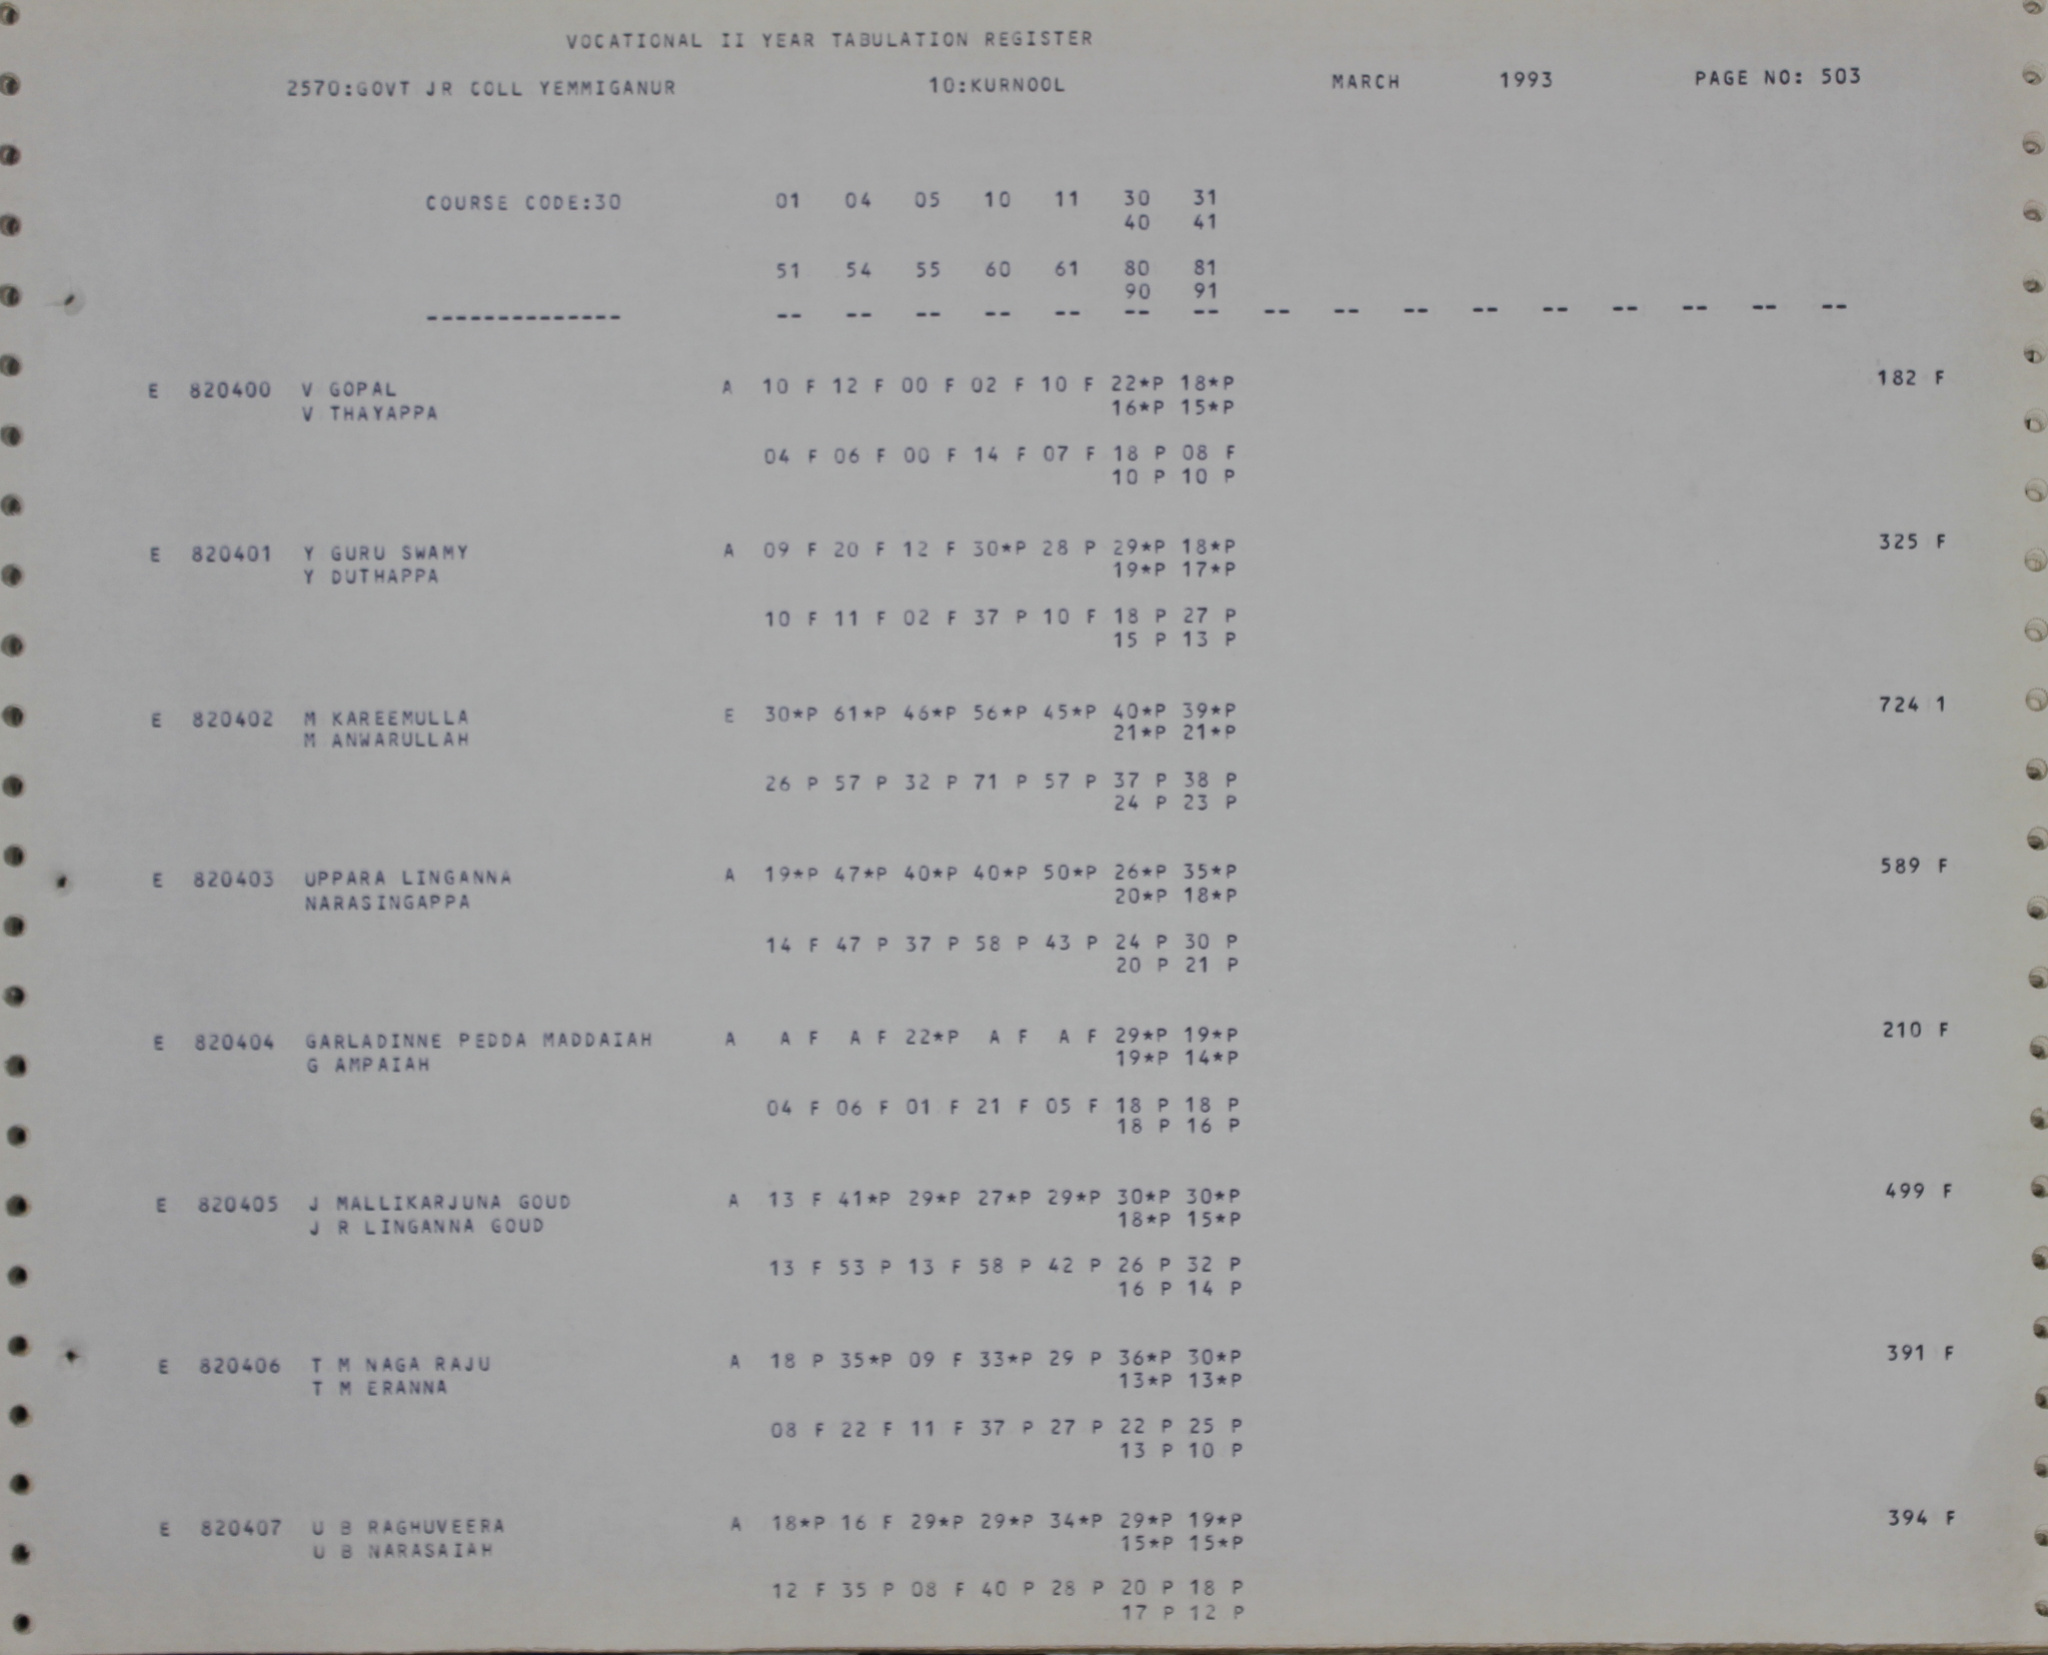 VOCATIONAL II YEAR TABULATION REGISTER
2570:GOVT JR COLL YEMMIGANUR 10:KURNOOL MARCH 1993 PAGE NO: 503
COURSE CODE:30 01 04 05 10 11 30 31
40 41
51 54 55 60 61 80 81
90 91
-------------- -- -- -- -- -- -- -- -- -- -- -- -- -- -- -- --
E 820400 V GOPAL A 10 F 12 F 00 F 02 F 10 F 22*P 18*P 182 F
V THAYAPPA 16*P 15*P
04 F 06 F 00 F 14 F 07 F 18 P 08 F
10 P 10 P
E 820401 Y GURU SWAMY A 09 F 20 F 12 F 30*P 28 P 29*P 18*P 325 F
Y DUTHAPPA 19*P 17*P
10 F 11 F 02 F 37 P 10 F 18 P 27 P
15 P 13 P
E 820402 M KAREEMULLA E 30*P 61*P 46*P 56*P 45*P 40*P 39*P 724 1
M ANWARULLAH 21*P 21*P
26 P 57 P 32 P 71 P 57 P 37 P 38 P
24 P 23 P
E 820403 UPPARA LINGANNA A 19*P 47*P 40*P 40*P 50*P 26*P 35*P 589 F
NARASINGAPPA 20*P 18*P
14 F 47 P 37 P 58 P 43 P 24 P 30 P
20 P 21 P
E 820404 GARLADINNE PEDDA MADDAIAH A A F A F 22*P A F A F 29*P 19*P 210 F
G AMPAIAH 19*P 14*P
04 F 06 F 01 F 21 F 05 F 18 P 18 P
18 P 16 P
E 820405 J MALLIKARJUNA GOUD A 13 F 41*P 29*P 27*P 29*P 30*P 30*P 499 F
J R LINGANNA GOUD 18*P 15*P
13 F 53 P 13 F 58 P 42 P 26 P 32 P
16 P 14 P
E 820406 T M NAGA RAJU A 18 P 35*P 09 F 33*P 29 P 36*P 30*P 391 F
T M ERANNA 13*P 13*P
08 F 22 F 11 F 37 P 27 P 22 P 25 P
13 P 10 P
E 820407 U B RAGHUVEERA A 18*P 16 F 29*P 29*P 34*P 29*P 19*P 394 F
U B NARASAIAH 15*P 15*P
12 F 35 P 08 F 40 P 28 P 20 P 18 P
17 P 12 P